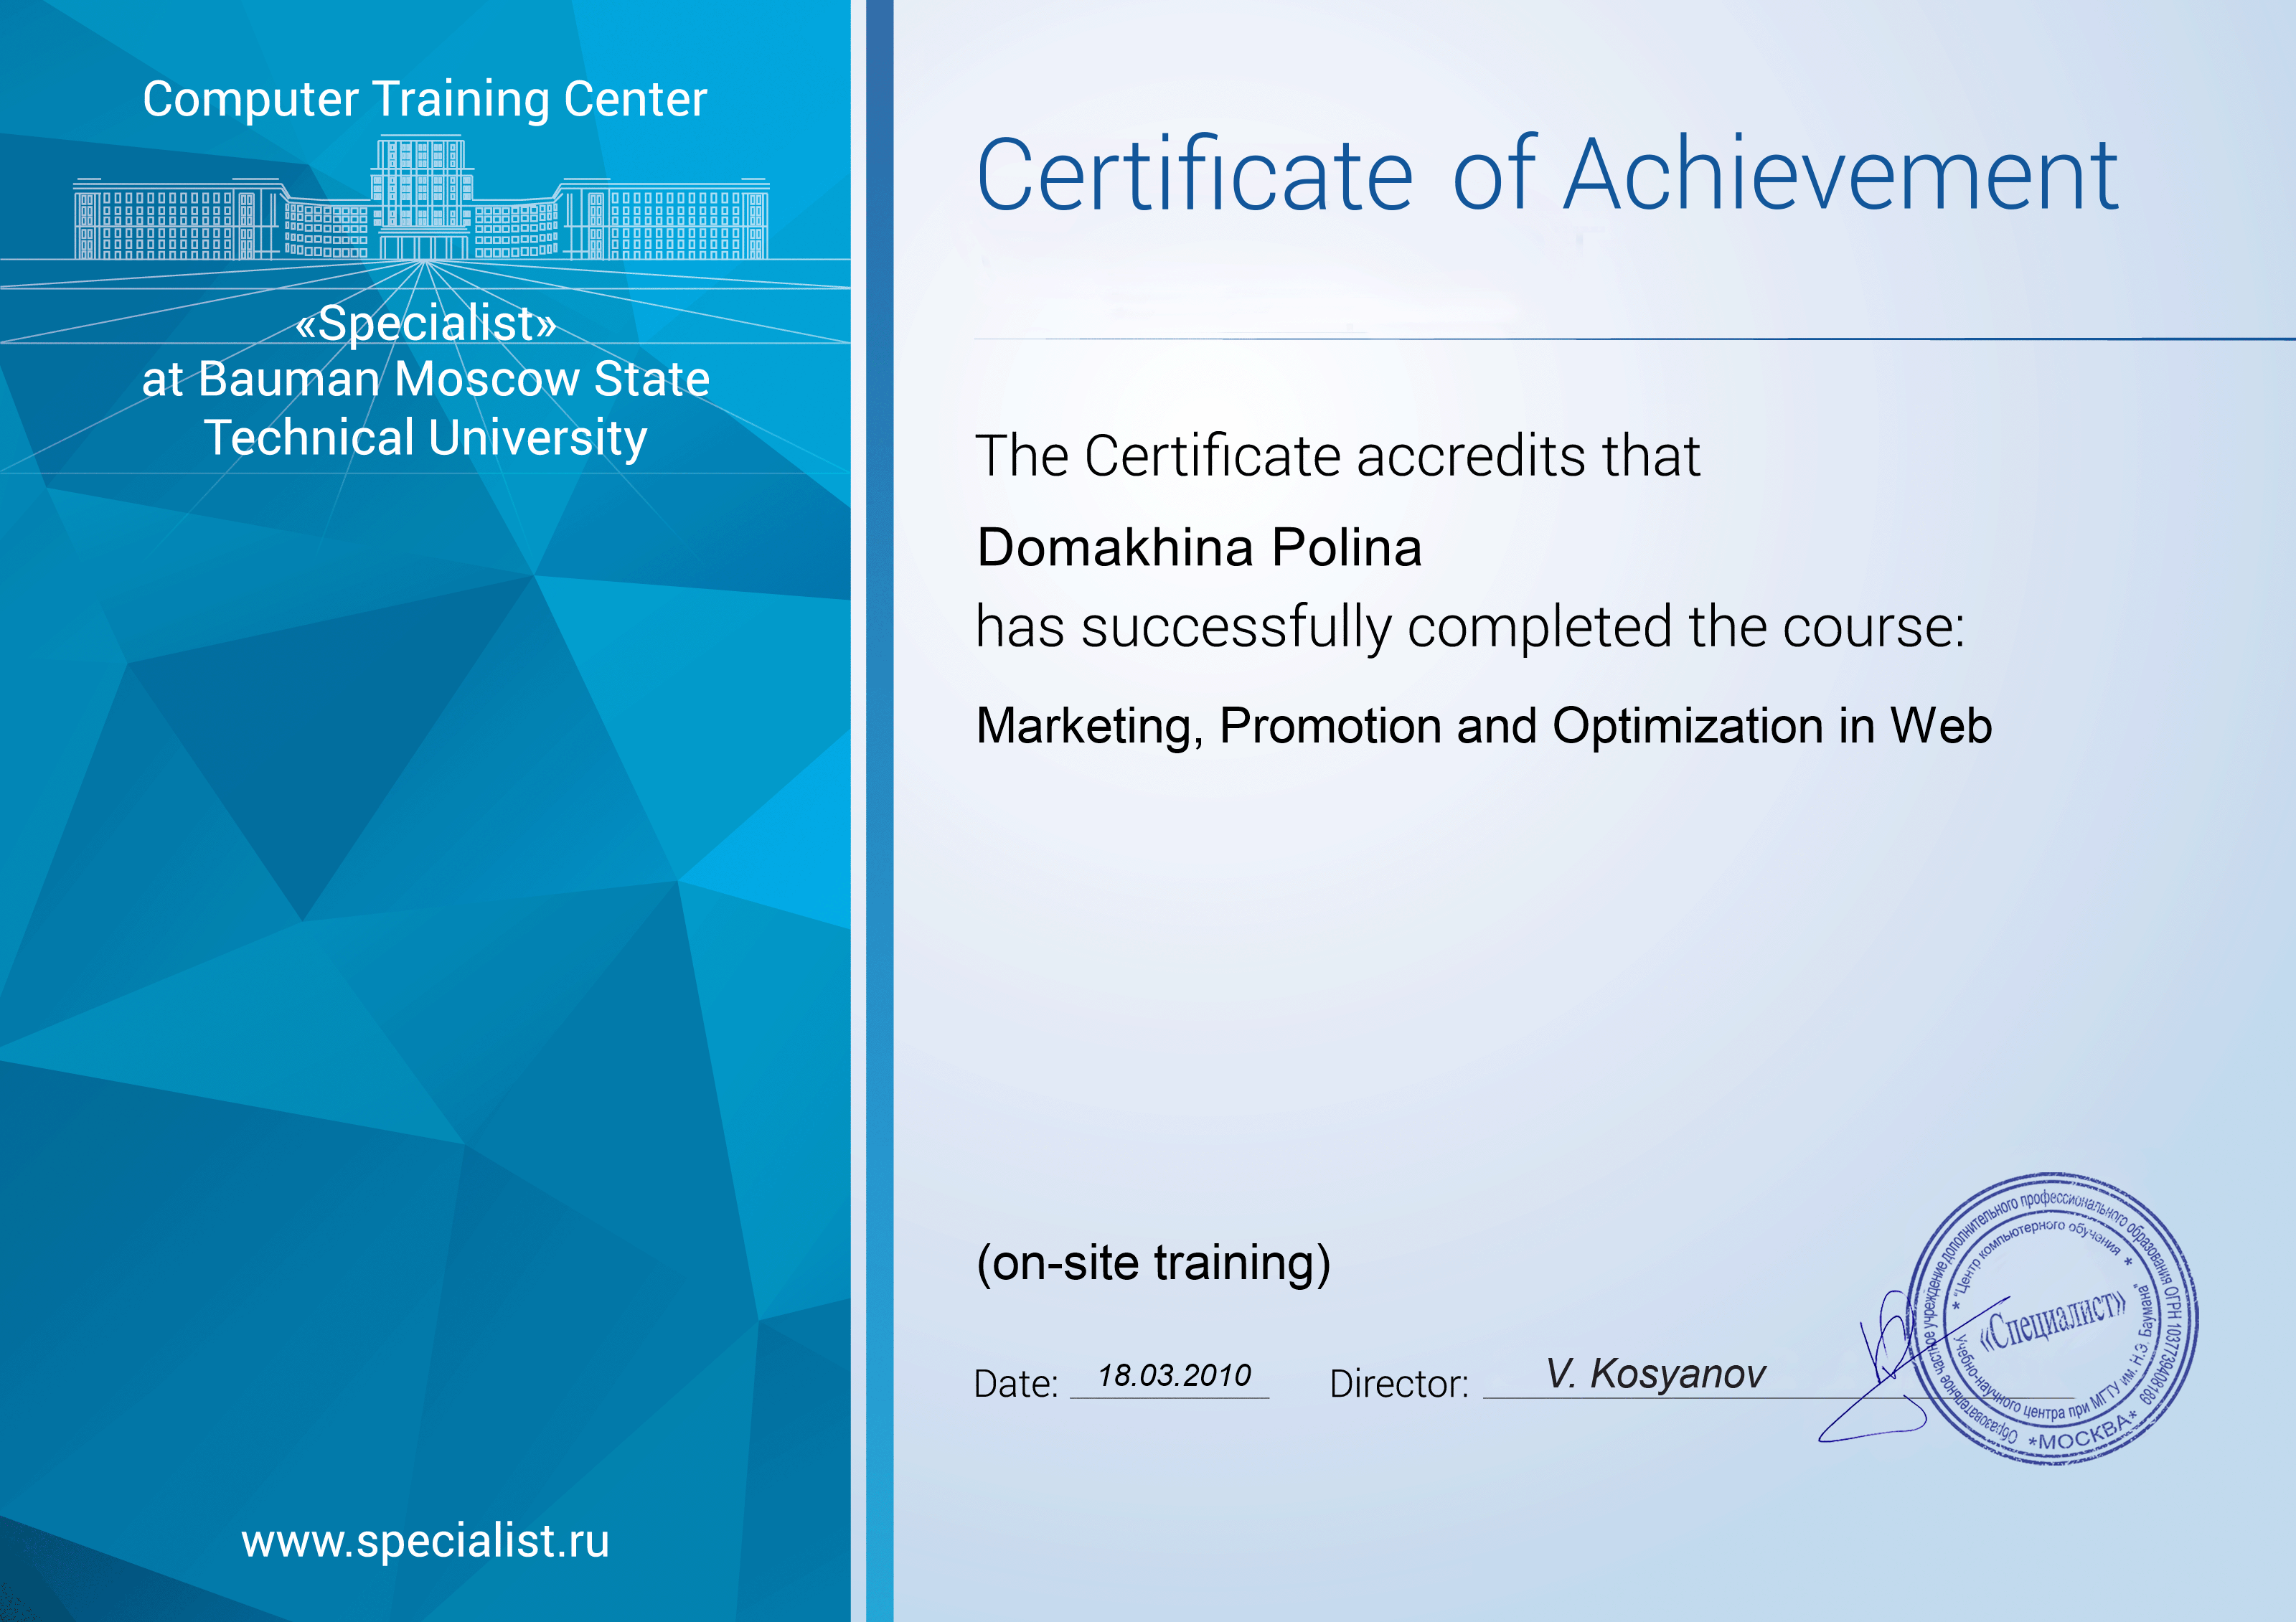 Computer Training Center
«Specialist»
at Bauman Moscow State
Technical University
www.specialist.ru
Certificate of Achievement
The Certificate accredits that
Domakhina Polina
has successfully completed the course:
Marketing, Promotion and Optimization in Web
(on-site training)
Date: 18.03.2010 Director: V. Kosyanov
Образовательное частное учреждение дополнительного профессионального образования ОГРН 1037739408189
*МОСКВА*
* "Центр компьютерного обучения *
Учебно-научного центра при МГТУ им. Н.Э. Баумана"
«Специалист»